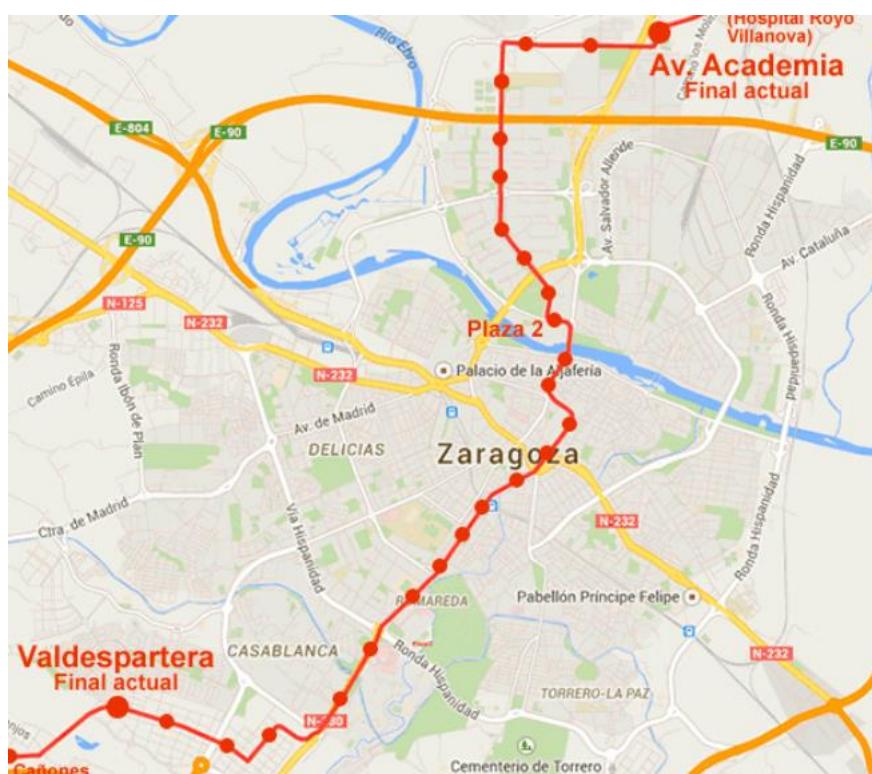 (Hospital Royo
Villanova)
Av. Academia
Final actual
Río Ebro
E-804
E-90
E-90
Av. Salvador Allende
Ronda Hispanidad
Av. Cataluña
E-90
N-125
N-232
Plaza 2
Ronda Hispanidad
Camino Epila
Ronda Ibón de Plan
N-232
Palacio de la Aljafería
Av. de Madrid
DELICIAS
Zaragoza
Ctra. de Madrid
Vía Hispanidad
N-232
Ronda Hispanidad
Pabellón Príncipe Felipe
Valdespartera
Final actual
CASABLANCA
Ronda Hispanidad
N-232
TORRERO-LA PAZ
Cementerio de Torrero
Cañones